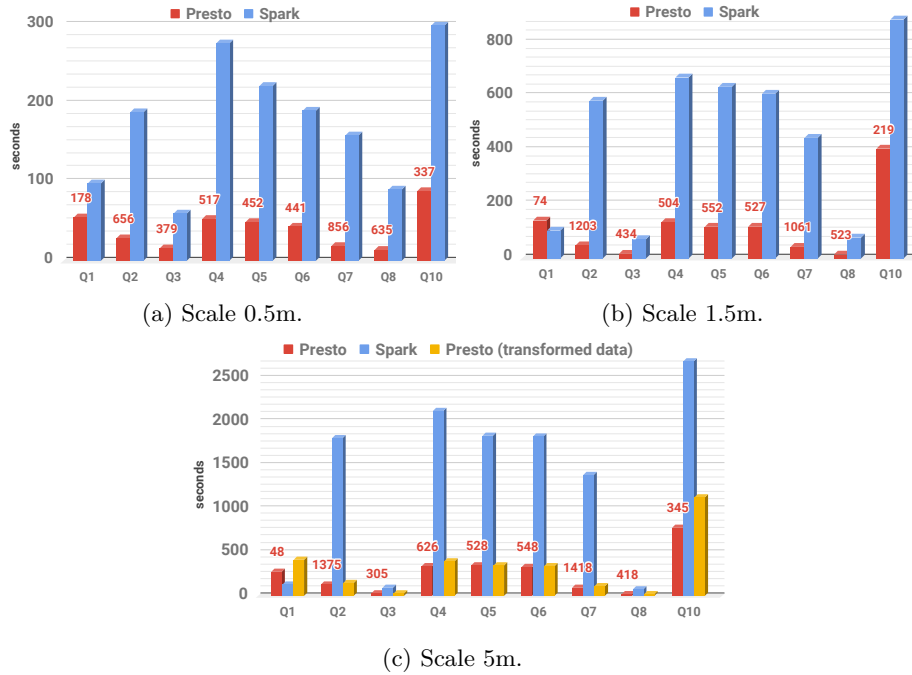 Presto Spark
300
200
100
0
seconds
178 656 379 517 452 441 856 635 337
Q1 Q2 Q3 Q4 Q5 Q6 Q7 Q8 Q10
(a) Scale 0.5m.
Presto Spark
800
600
400
200
0
seconds
74 1203 434 504 552 527 1061 523 219
Q1 Q2 Q3 Q4 Q5 Q6 Q7 Q8 Q10
(b) Scale 1.5m.
Presto Spark Presto (transformed data)
2500
2000
1500
1000
500
0
seconds
48 1375 305 626 528 548 1418 418 345
Q1 Q2 Q3 Q4 Q5 Q6 Q7 Q8 Q10
(c) Scale 5m.